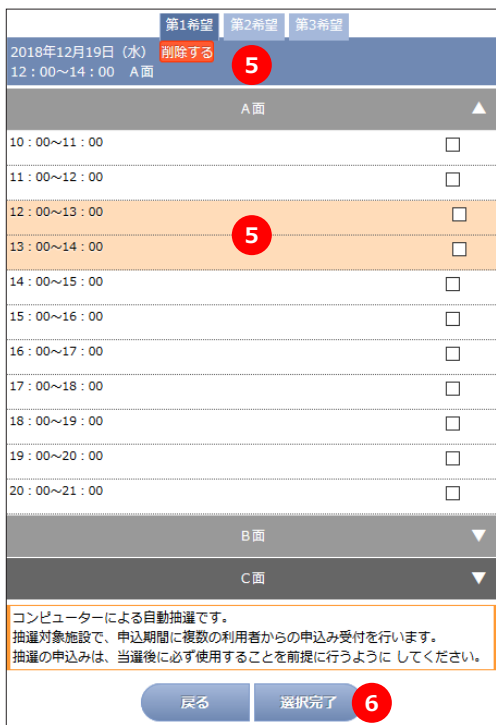 第1希望 第2希望 第3希望
2018年12月19日（水） 削除する
12：00～14：00 A面
5
A面 ▲
10：00～11：00
11：00～12：00
12：00～13：00
5
13：00～14：00
14：00～15：00
15：00～16：00
16：00～17：00
17：00～18：00
18：00～19：00
19：00～20：00
20：00～21：00
B面 ▼
C面 ▼
コンピューターによる自動抽選です。
抽選対象施設で、申込期間に複数の利用者からの申込み受付を行います。
抽選の申込みは、当選後に必ず使用することを前提に行うように してください。
戻る 選択完了 6